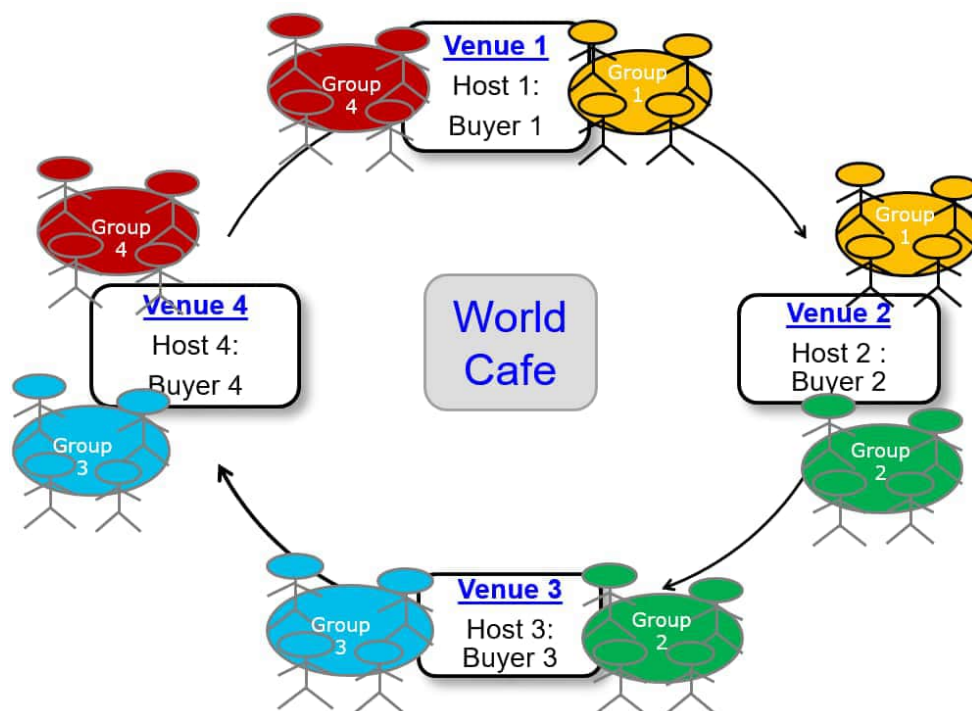 Venue 1
Host 1:
Buyer 1
Group
4
Group
1
Group
4
Group
1
Venue 4
Host 4:
Buyer 4
World
Cafe
Venue 2
Host 2 :
Buyer 2
Group
3
Group
2
Venue 3
Host 3:
Buyer 3
Group
3
Group
2